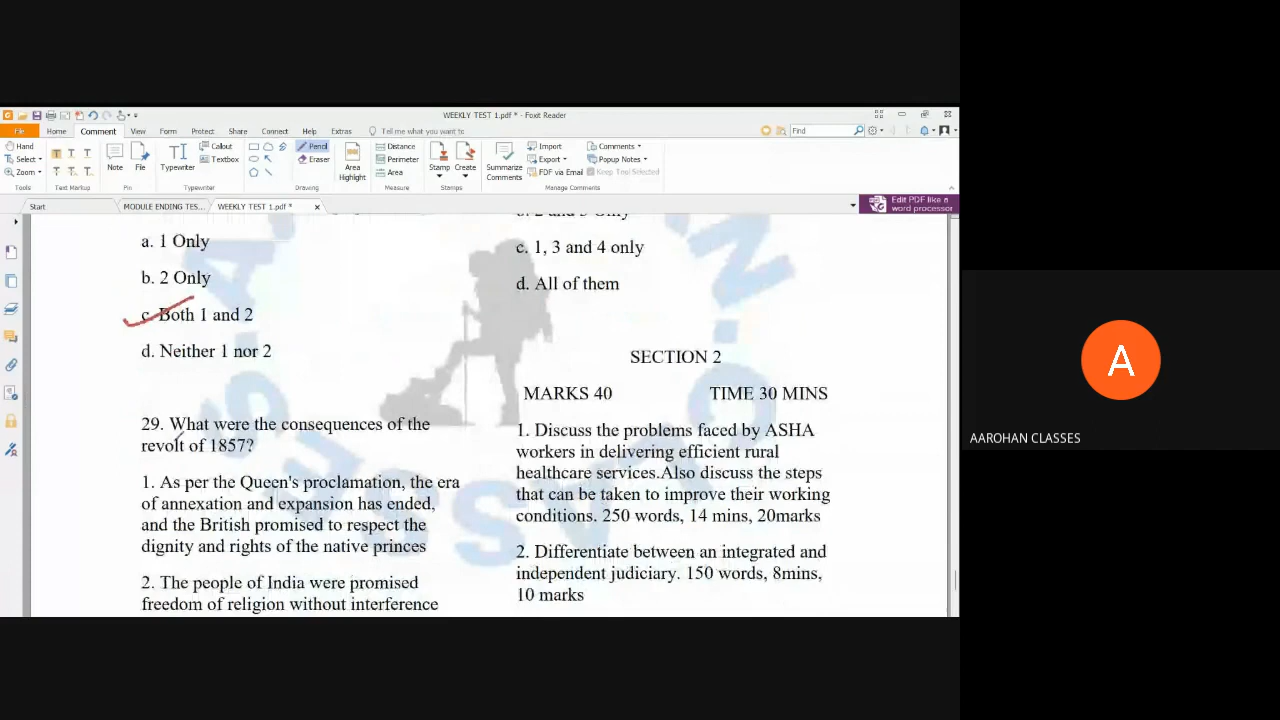 WEEKLY TEST 1.pdf * - Foxit Reader
File Home Comment View Form Protect Share Connect Help Extras Tell me what you want to Find
Hand
Select
Zoom
Tools
Text Markup
Note
File
Pin
Typewriter
Callout
Textbox
Typewriter
Pencil
Eraser
Drawing
Area Highlight
Distance
Perimeter
Area
Measure
Stamp
Create
Stamps
Summarize Comments
Import
Export
FDF via Email
Comments
Popup Notes
Keep Tool Selected
Manage Comments
Start MODULE ENDING TES... WEEKLY TEST 1.pdf *
Edit PDF like a
word processor
a. 1 Only
b. 2 Only
c. Both 1 and 2
d. Neither 1 nor 2
29. What were the consequences of the
revolt of 1857?
1. As per the Queen's proclamation, the era
of annexation and expansion has ended,
and the British promised to respect the
dignity and rights of the native princes
2. The people of India were promised
freedom of religion without interference
c. 1, 3 and 4 only
d. All of them
SECTION 2
MARKS 40 TIME 30 MINS
1. Discuss the problems faced by ASHA
workers in delivering efficient rural
healthcare services.Also discuss the steps
that can be taken to improve their working
conditions. 250 words, 14 mins, 20marks
2. Differentiate between an integrated and
independent judiciary. 150 words, 8mins,
10 marks
A
AAROHAN CLASSES